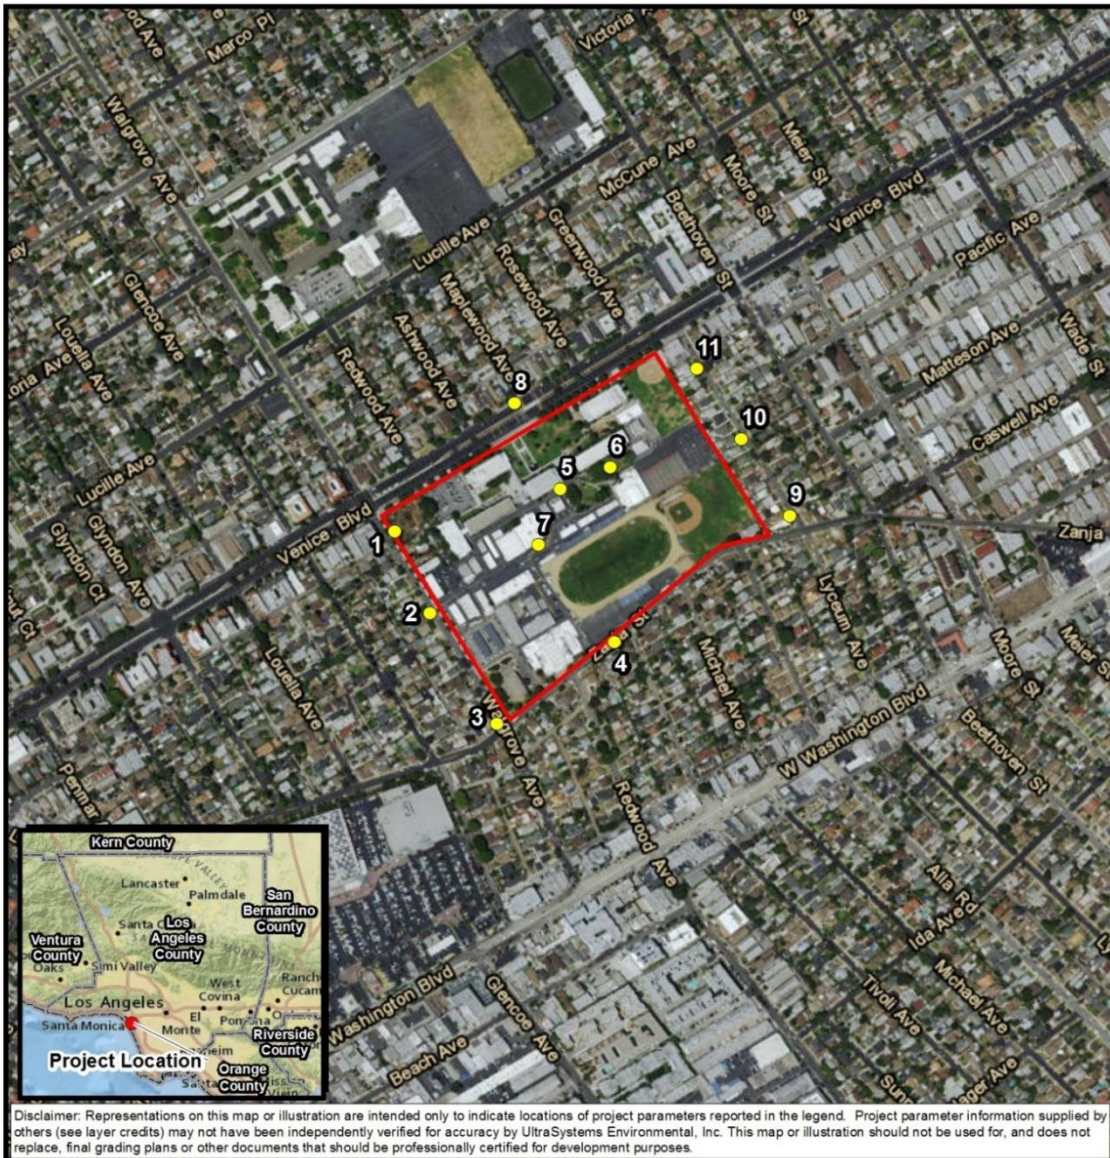 Victoria
Marco Pl
Walgrove Ave
Meier St
McCune Ave
Moore St
Beethoven St
Venice Blvd
Lucille Ave
Greenwood Ave
Pacific Ave
Rosewood Ave
Glencoe Ave
Maplewood Ave
Louella Ave
Ashwood Ave
Wade St
Matteson Ave
Redwood Ave
11
8
Caswell Ave
10
Lucille Ave
6
5
9
Glyndon Ct
Glyndon Ave
Venice Blvd
1
7
Zanja
2
Lyceum Ave
Zanja St
4
Michael Ave
Moore St
Meier St
Louella Ave
3
Walgrove Ave
W Washington Blvd
Beethoven St
Redwood Ave
Alla Rd
Ida Ave
Washington Blvd
Glencoe Ave
Tivoli Ave
Michael Ave
Beach Ave
Kern County
Lancaster
Palmdale
San
Bernardino
County
Los
Angeles
County
Ventura
County
Oaks
Simi Valley
West
Covina
Los Angeles
El
Monte
Pomona
Santa Monica
Riverside
County
Project Location
Orange
County
Disclaimer: Representations on this map or illustration are intended only to indicate locations of project parameters reported in the legend. Project parameter information supplied by
others (see layer credits) may not have been independently verified for accuracy by UltraSystems Environmental, Inc. This map or illustration should not be used for, and does not
replace, final grading plans or other documents that should be professionally certified for development purposes.